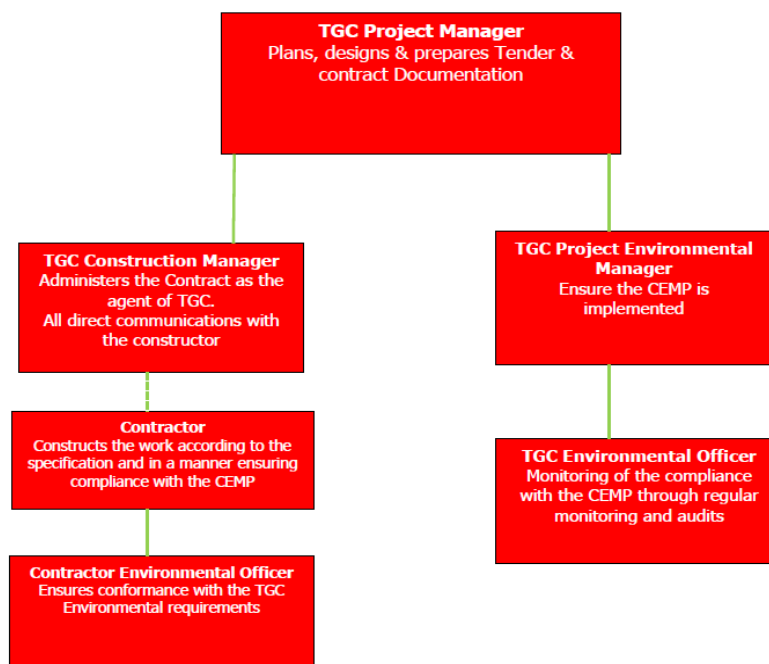 TGC Project Manager
Plans, designs & prepares Tender &
contract Documentation
TGC Construction Manager
Administers the Contract as the
agent of TGC.
All direct communications with
the constructor
TGC Project Environmental
Manager
Ensure the CEMP is
implemented
Contractor
Constructs the work according to the
specification and in a manner ensuring
compliance with the CEMP
TGC Environmental Officer
Monitoring of the compliance
with the CEMP through regular
monitoring and audits
Contractor Environmental Officer
Ensures conformance with the TGC
Environmental requirements